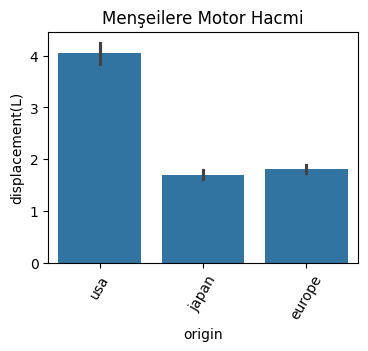 Menşeilere Motor Hacmi
displacement(L)
4
3
2
1
0
usa
japan
europe
origin